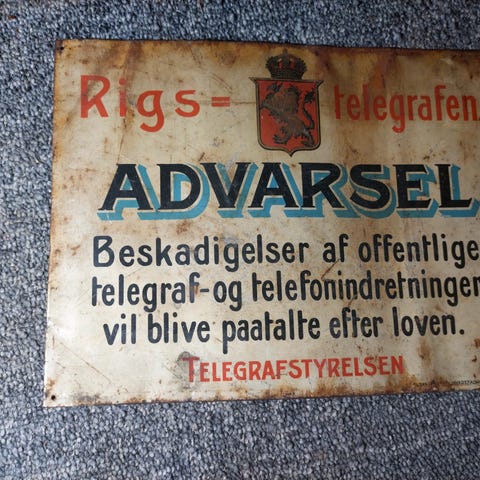 Rigs= telegrafen.
ADVARSEL
Beskadigelser af offentlige
telegraf-og telefonindretninger
vil blive paatalte efter loven.
TELEGRAFSTYRELSEN